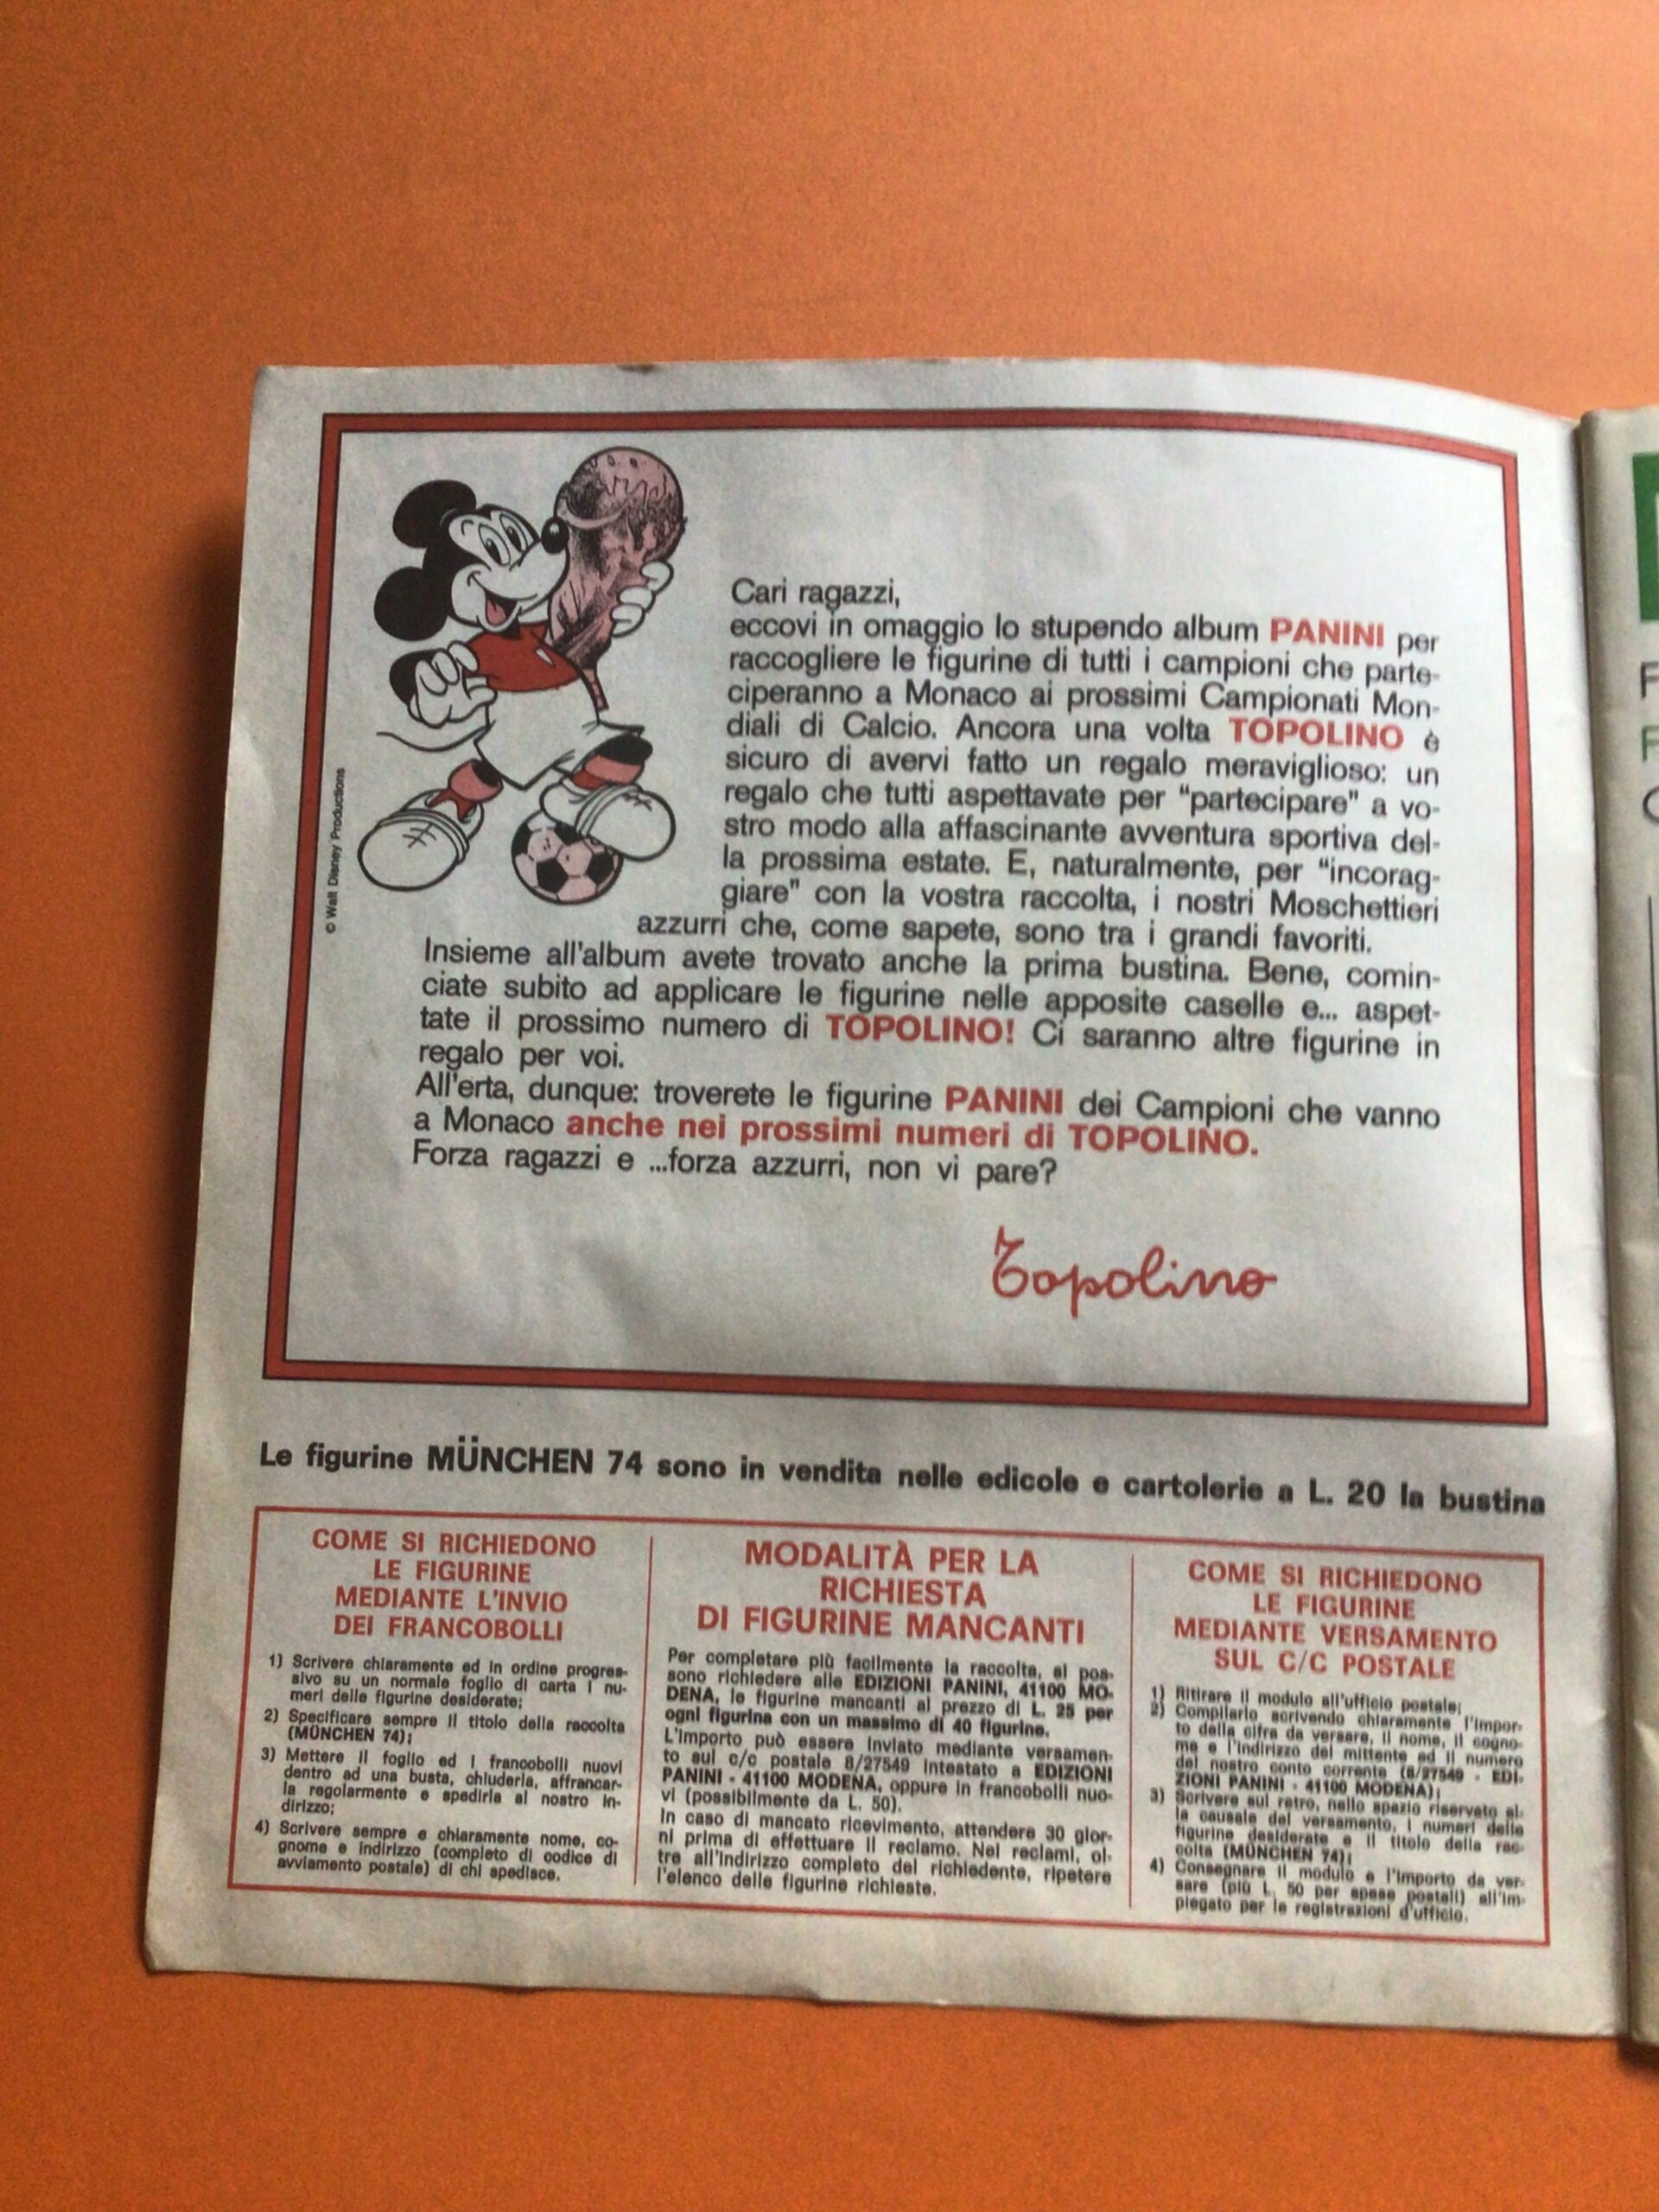 Cari ragazzi,
eccovi in omaggio lo stupendo album PANINI per
raccogliere le figurine di tutti i campioni che parte-
ciperanno a Monaco ai prossimi Campionati Mon-
diali di Calcio. Ancora una volta TOPOLINO è
sicuro di avervi fatto un regalo meraviglioso: un
regalo che tutti aspettavate per “partecipare” a vo-
stro modo alla affascinante avventura sportiva del-
la prossima estate. E, naturalmente, per “incorag-
giare” con la vostra raccolta, i nostri Moschettieri
azzurri che, come sapete, sono tra i grandi favoriti.
Insieme all'album avete trovato anche la prima bustina. Bene, comin-
ciate subito ad applicare le figurine nelle apposite caselle e... aspet-
tate il prossimo numero di TOPOLINO! Ci saranno altre figurine in
regalo per voi.
All'erta, dunque: troverete le figurine PANINI dei Campioni che vanno
a Monaco anche nei prossimi numeri di TOPOLINO.
Forza ragazzi e ...forza azzurri, non vi pare?
Topolino
© Walt Disney Productions
Le figurine MÜNCHEN 74 sono in vendita nelle edicole e cartolerie a L. 20 la bustina
COME SI RICHIEDONO
LE FIGURINE
MEDIANTE L'INVIO
DEI FRANCOBOLLI
1) Scrivere chiaramente ed in ordine progres-
sivo su un normale foglio di carta i nu-
meri delle figurine desiderate;
2) Specificare sempre il titolo della raccolta
(MÜNCHEN 74);
3) Mettere il foglio ed i francobolli nuovi
dentro ad una busta, chiuderla, affrancar-
la regolarmente e spedirla al nostro in-
dirizzo;
4) Scrivere sempre e chiaramente nome, co-
gnome e indirizzo (completo di codice di
avviamento postale) di chi spedisce.
MODALITÀ PER LA
RICHIESTA
DI FIGURINE MANCANTI
Per completare più facilmente la raccolta, si pos-
sono richiedere alle EDIZIONI PANINI, 41100 MO-
DENA, le figurine mancanti al prezzo di L. 25 per
ogni figurina con un massimo di 40 figurine.
L'importo può essere inviato mediante versamen-
to sul c/c postale 8/27549 intestato a EDIZIONI
PANINI - 41100 MODENA, oppure in francobolli nuo-
vi (possibilmente da L. 50).
In caso di mancato ricevimento, attendere 30 gior-
ni prima di effettuare il reclamo. Nei reclami, ol-
tre all'indirizzo completo del richiedente, ripetere
l'elenco delle figurine richieste.
COME SI RICHIEDONO
LE FIGURINE
MEDIANTE VERSAMENTO
SUL C/C POSTALE
1) Ritirare il modulo all'ufficio postale;
2) Compilarlo scrivendo chiaramente l'impor-
to della cifra da versare, il nome, il cogno-
me e l'indirizzo del mittente ed il numero
del nostro conto corrente (8/27549 - EDI-
ZIONI PANINI - 41100 MODENA);
3) Scrivere sul retro, nello spazio riservato al-
la causale del versamento, i numeri delle
figurine desiderate e il titolo della rac-
colta (MÜNCHEN 74);
4) Consegnare il modulo e l'importo da ver-
sare (più L. 50 per spese postali) all'im-
piegato per le registrazioni d'ufficio.